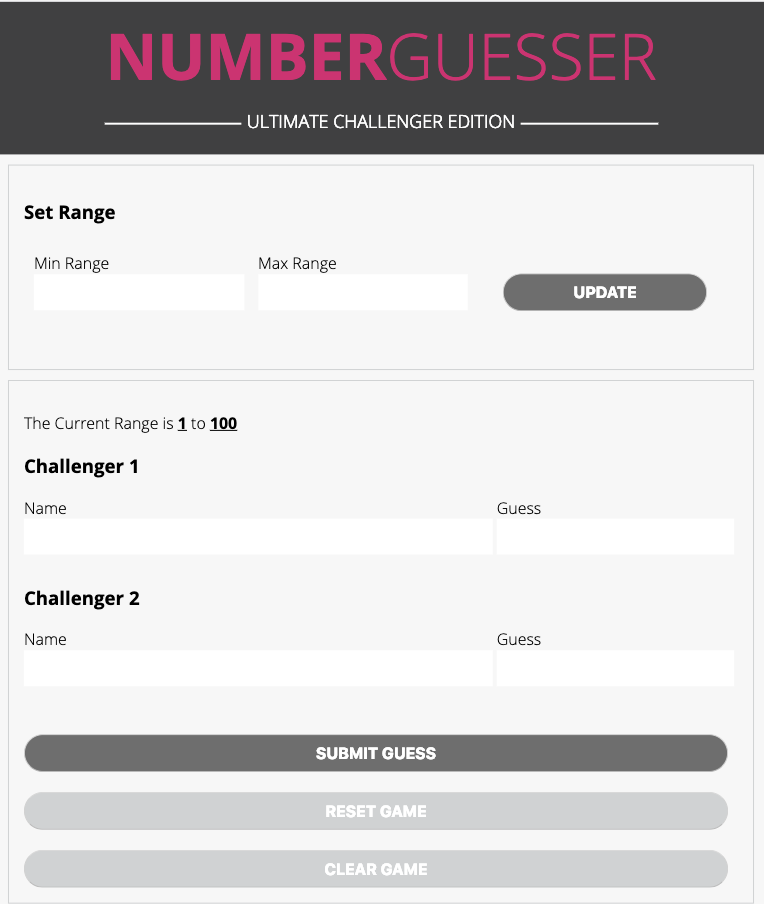 NUMBERGUESSER
ULTIMATE CHALLENGER EDITION
Set Range
Min Range Max Range
UPDATE
The Current Range is 1 to 100
Challenger 1
Name Guess
Challenger 2
Name Guess
SUBMIT GUESS
RESET GAME
CLEAR GAME